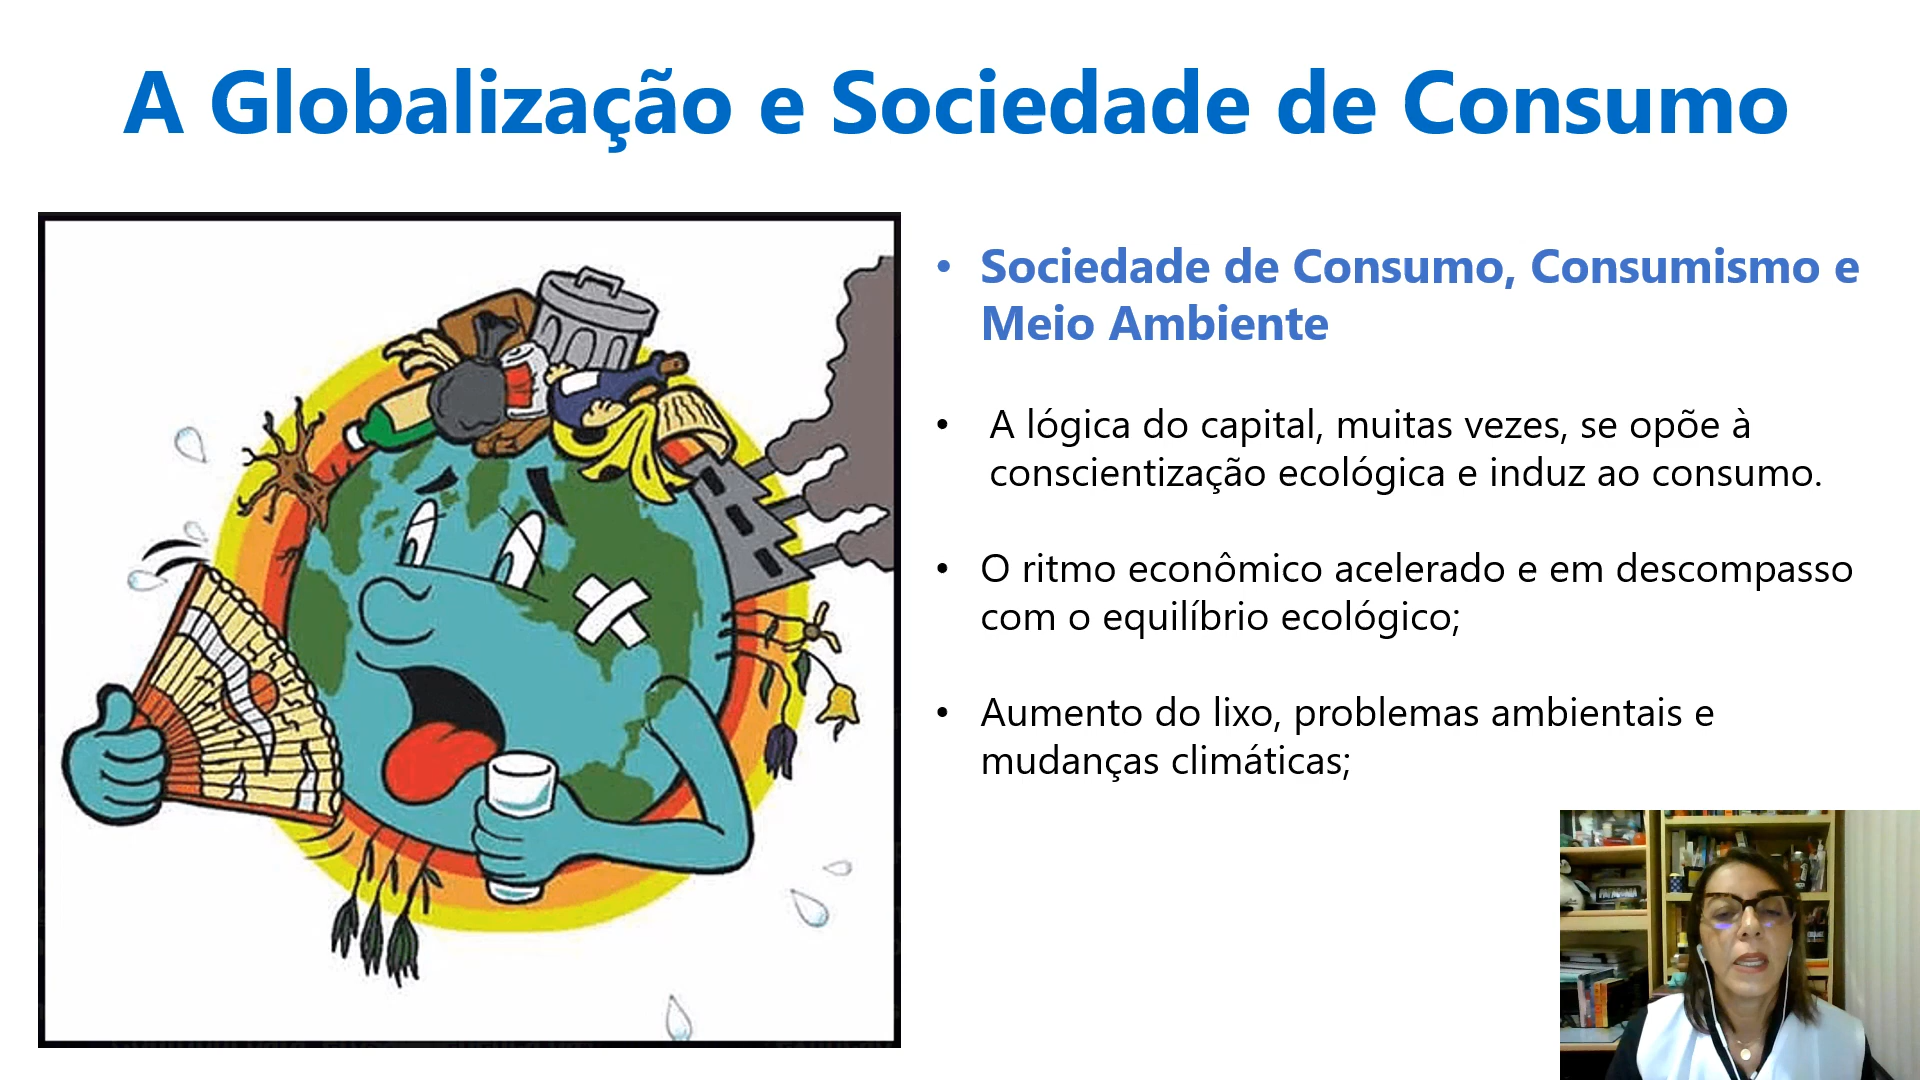 A Globalização e Sociedade de Consumo
• Sociedade de Consumo, Consumismo e
Meio Ambiente
• A lógica do capital, muitas vezes, se opõe à
conscientização ecológica e induz ao consumo.
• O ritmo econômico acelerado e em descompasso
com o equilíbrio ecológico;
• Aumento do lixo, problemas ambientais e
mudanças climáticas;